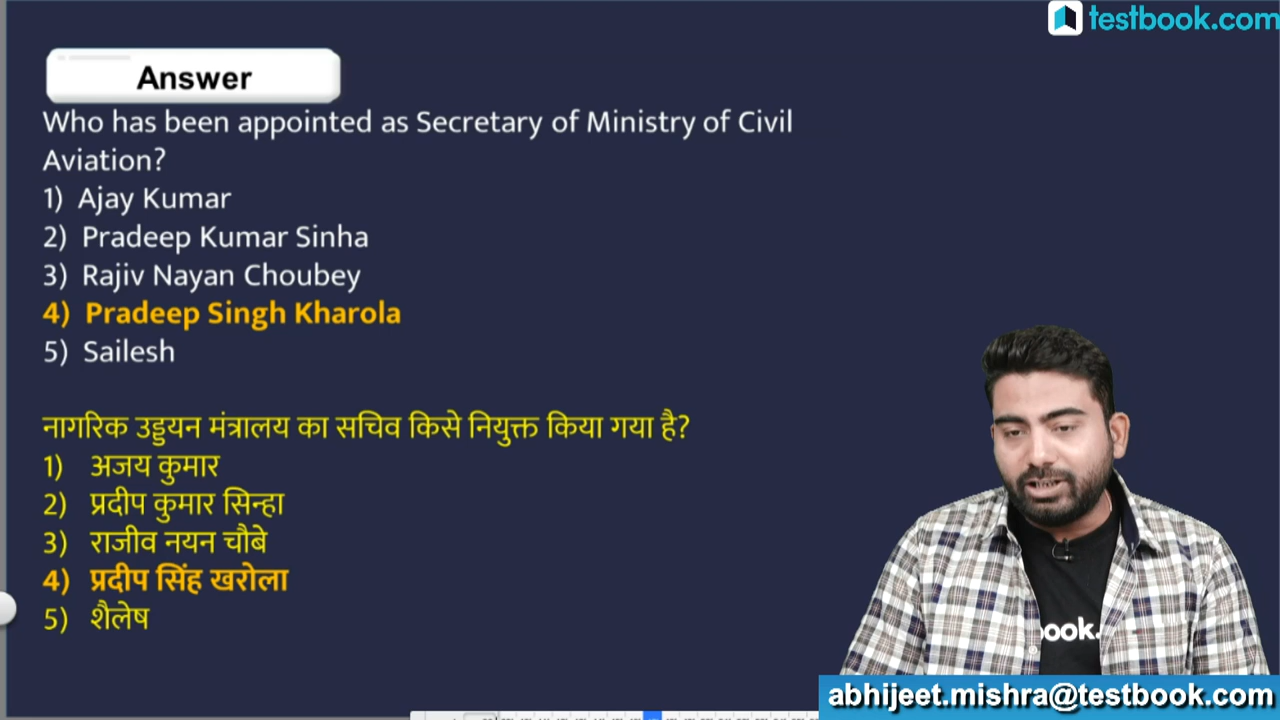 testbook.com
Answer
Who has been appointed as Secretary of Ministry of Civil
Aviation?
1) Ajay Kumar
2) Pradeep Kumar Sinha
3) Rajiv Nayan Choubey
4) Pradeep Singh Kharola
5) Sailesh
नागरिक उड्डयन मंत्रालय का सचिव किसे नियुक्त किया गया है?
1) अजय कुमार
2) प्रदीप कुमार सिन्हा
3) राजीव नयन चौबे
4) प्रदीप सिंह खरोला
5) शैलेष
book.
abhijeet.mishra@testbook.com